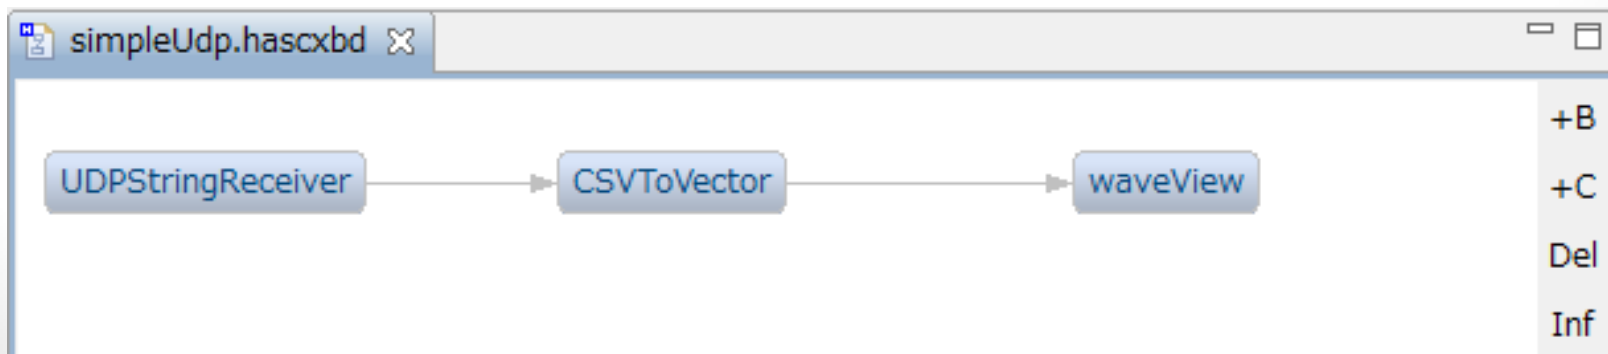 simpleUdp.hascxbd
UDPStringReceiver CSVToVector waveView
+B
+C
Del
Inf